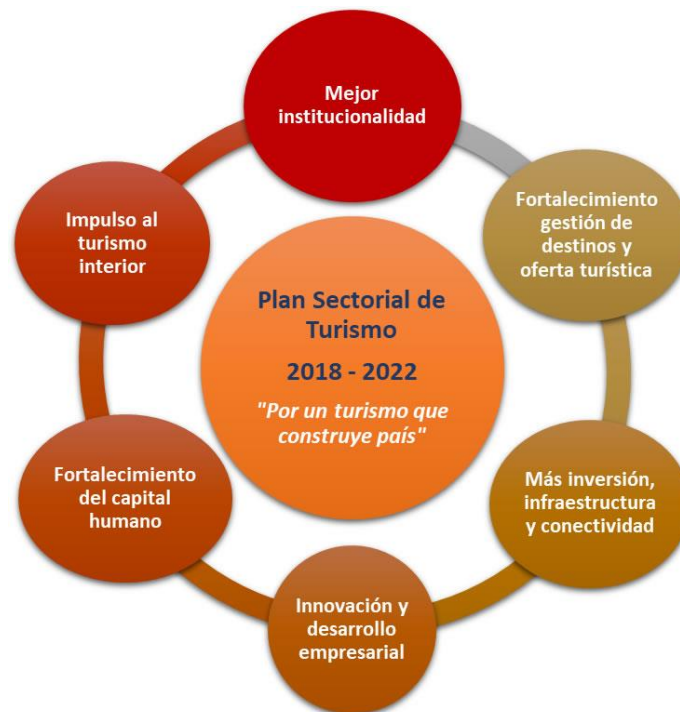 Mejor
institucionalidad
Fortalecimiento
gestión de
destinos y
oferta turística
Más inversión,
infraestructura
y conectividad
Innovación y
desarrollo
empresarial
Fortalecimiento
del capital
humano
Impulso al
turismo
interior
Plan Sectorial de
Turismo
2018 - 2022
"Por un turismo que
construye país"